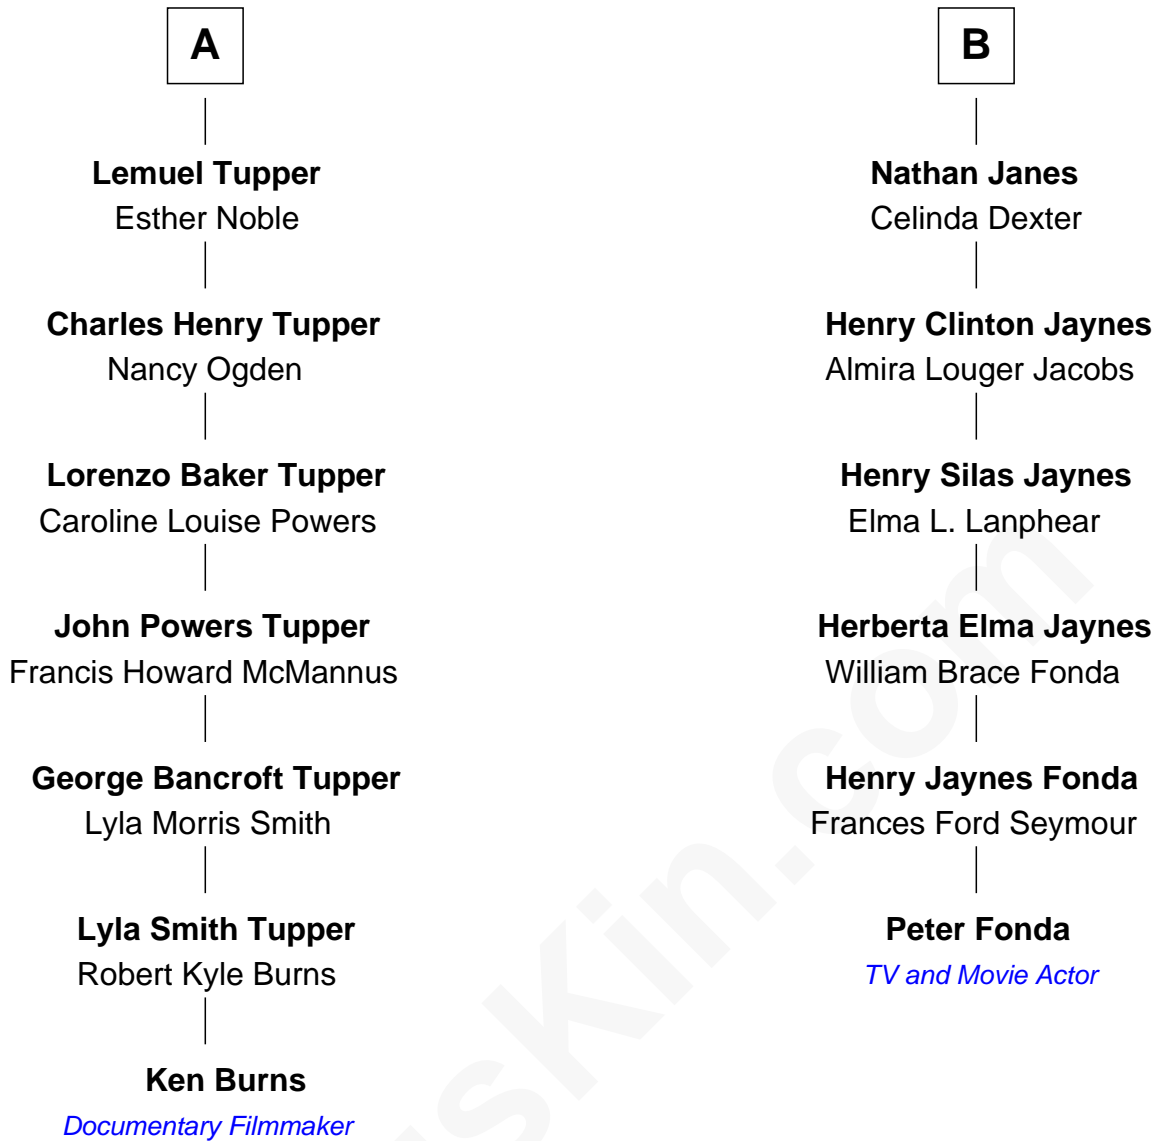 A
Lemuel Tupper
Esther Noble
Charles Henry Tupper
Nancy Ogden
Lorenzo Baker Tupper
Caroline Louise Powers
John Powers Tupper
Francis Howard McMannus
George Bancroft Tupper
Lyla Morris Smith
Lyla Smith Tupper
Robert Kyle Burns
Ken Burns
Documentary Filmmaker
B
Nathan Janes
Celinda Dexter
Henry Clinton Jaynes
Almira Louger Jacobs
Henry Silas Jaynes
Elma L. Lanphear
Herberta Elma Jaynes
William Brace Fonda
Henry Jaynes Fonda
Frances Ford Seymour
Peter Fonda
TV and Movie Actor